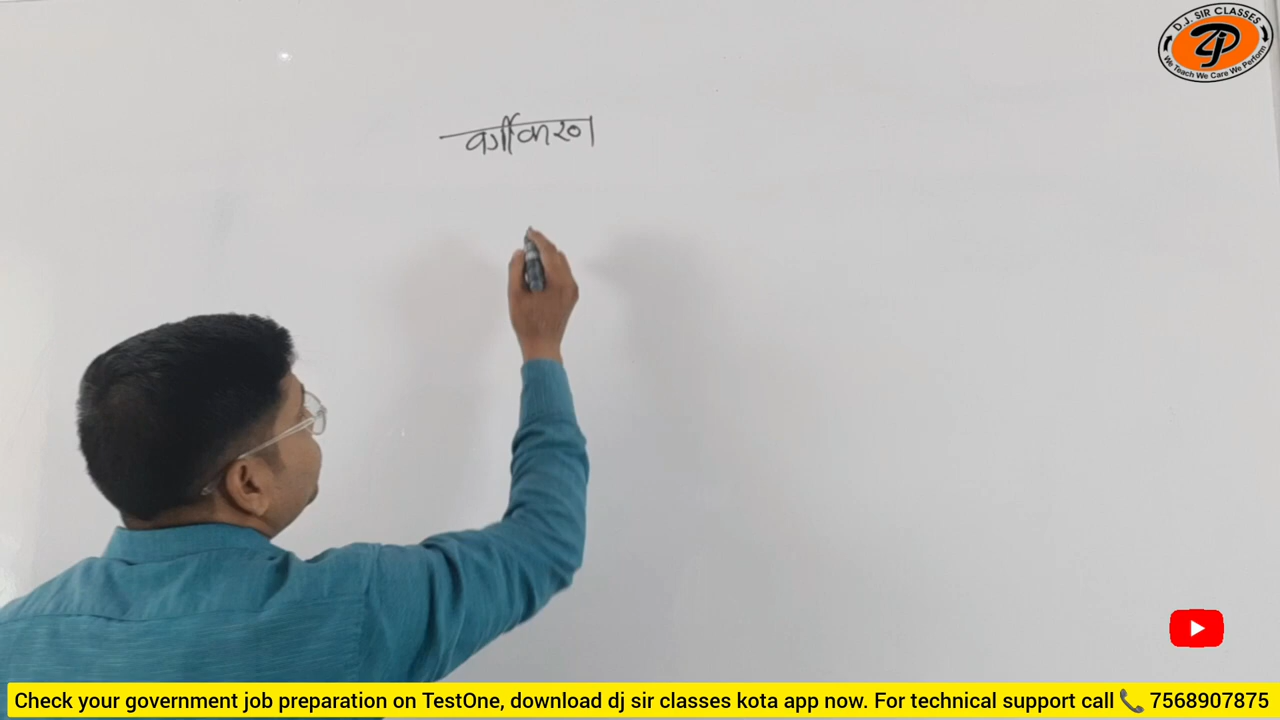 D.J. SIR CLASSES
ZJ
We Teach We Care We Perform
वर्गीकरण
Check your government job preparation on TestOne, download dj sir classes kota app now. For technical support call 📞 7568907875